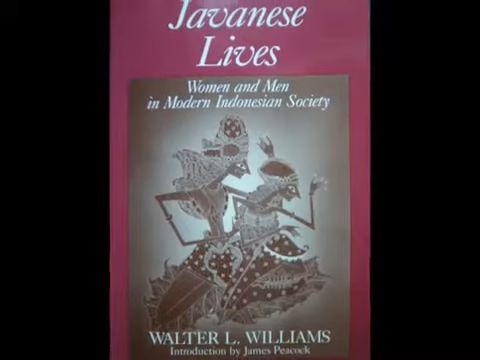 Javanese
Lives
Women and Men
in Modern Indonesian Society
WALTER L. WILLIAMS
Introduction by James Peacock